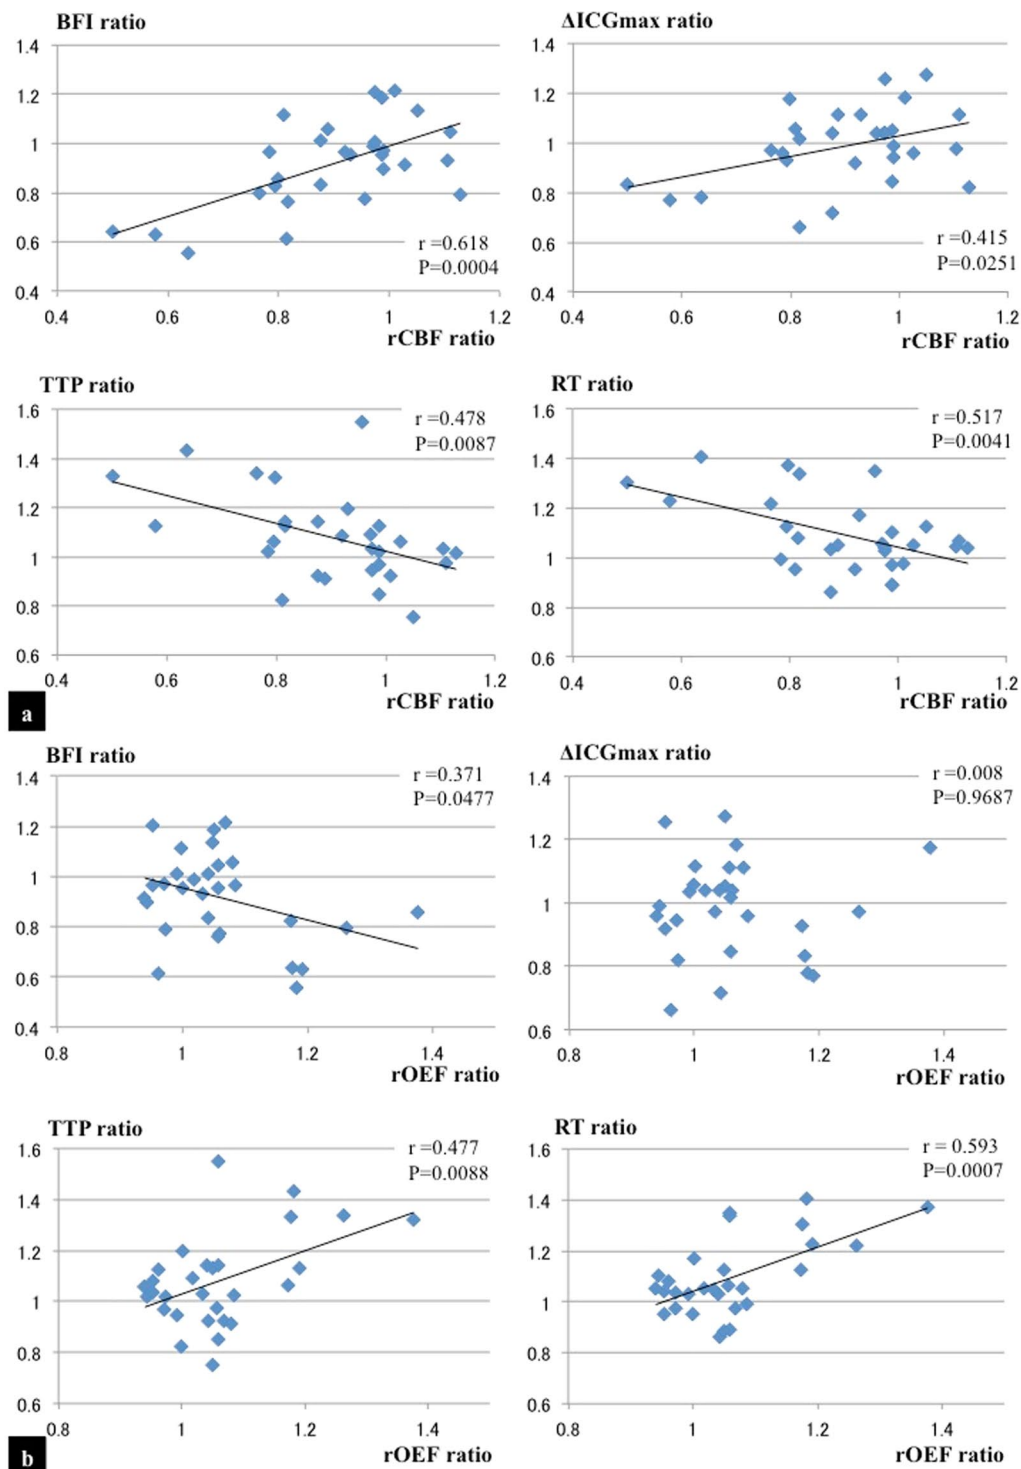 BFI ratio
1.4
1.2
1
0.8
0.6
0.4
0.4 0.6 0.8 1 1.2
r =0.618
P=0.0004
rCBF ratio
ΔICGmax ratio
1.4
1.2
1
0.8
0.6
0.4
0.4 0.6 0.8 1 1.2
r =0.415
P=0.0251
rCBF ratio
TTP ratio
1.6
1.4
1.2
1
0.8
0.6
0.4 0.6 0.8 1 1.2
r =0.478
P=0.0087
rCBF ratio
RT ratio
1.6
1.4
1.2
1
0.8
0.6
0.4 0.6 0.8 1 1.2
r =0.517
P=0.0041
rCBF ratio
a
BFI ratio
1.4
1.2
1
0.8
0.6
0.4
0.8 1 1.2 1.4
r =0.371
P=0.0477
rOEF ratio
ΔICGmax ratio
1.4
1.2
1
0.8
0.6
0.8 1 1.2 1.4
r =0.008
P=0.9687
rOEF ratio
TTP ratio
1.6
1.4
1.2
1
0.8
0.6
0.8 1 1.2 1.4
r =0.477
P=0.0088
rOEF ratio
RT ratio
1.6
1.4
1.2
1
0.8
0.6
0.8 1 1.2 1.4
r = 0.593
P=0.0007
rOEF ratio
b